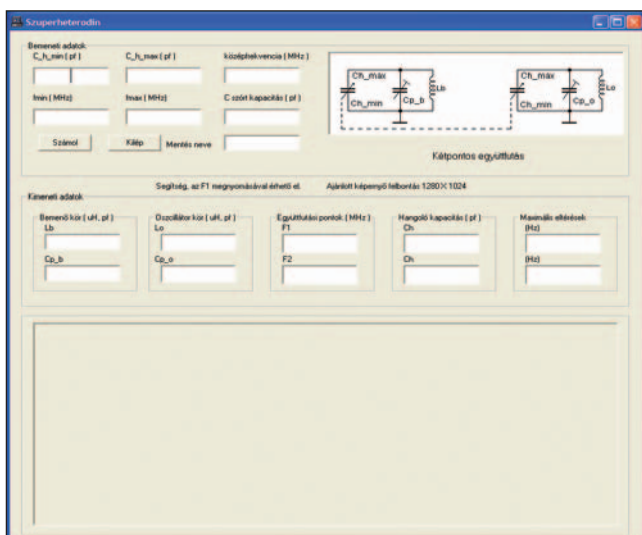 Szuperheterodin
Bemeneti adatok
C_h_min ( pf )
C_h_max ( pf )
középfrekvencia ( MHz )
fmin ( MHz)
fmax ( MHz)
C szórt kapacitás ( pf )
Számol
Kilép
Mentés neve
Ch_max
Ch_min
Cp_b
Lb
Ch_max
Ch_min
Cp_o
Lo
Kétpontos együttfutás
Segítség, az F1 megnyomásával érhető el.
Ajánlott képernyő felbontás 1280 X 1024
Kimeneti adatok
Bemenő kör ( uH, pf )
Lb
Cp_b
Oszcillátor kör ( uH, pf )
Lo
Cp_o
Együttfutási pontok ( MHz )
F1
F2
Hangoló kapacitás ( pf )
Ch
Ch
Maximális eltérések
(Hz)
(Hz)